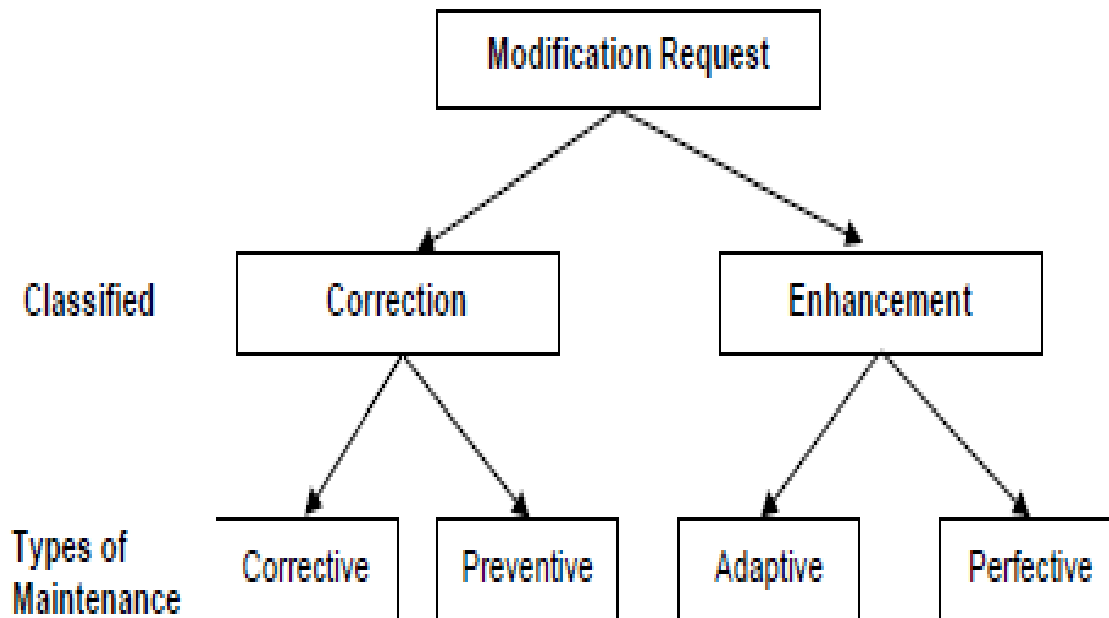 Modification Request
Classified
Correction
Enhancement
Types of
Maintenance
Corrective
Preventive
Adaptive
Perfective